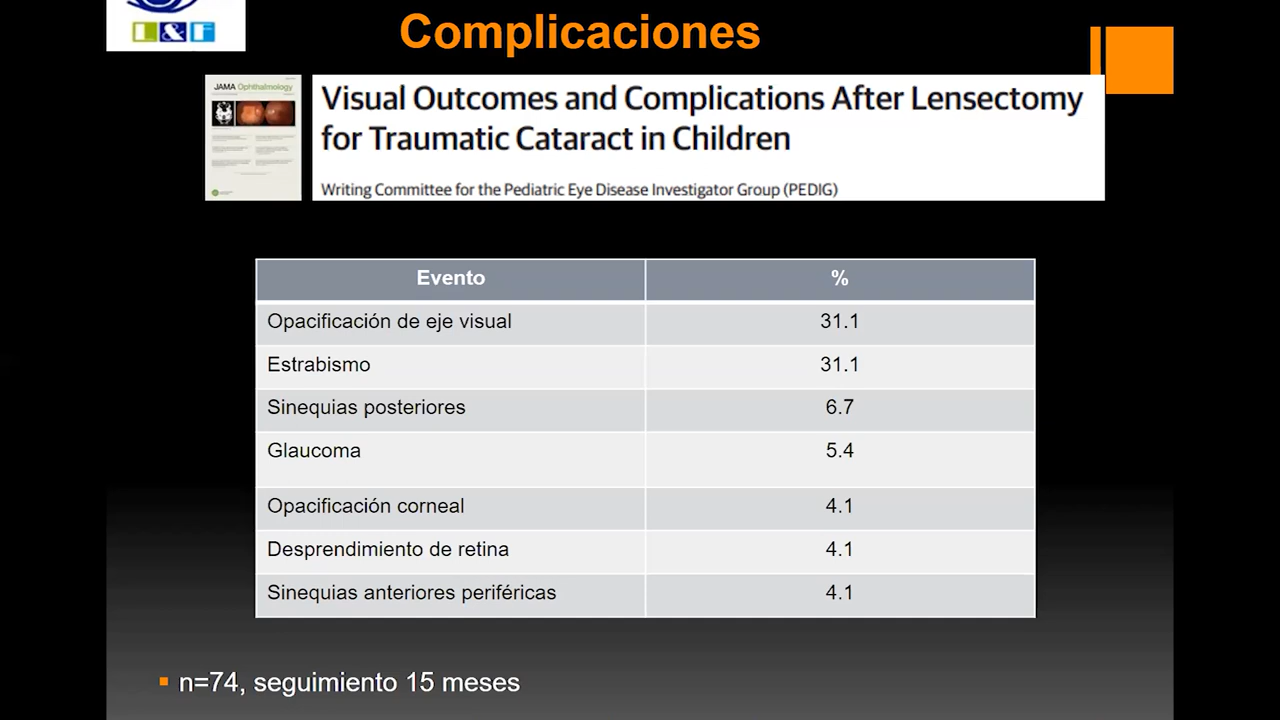 L&F
Complicaciones
JAMA Ophthalmology
Visual Outcomes and Complications After Lensectomy
for Traumatic Cataract in Children
Writing Committee for the Pediatric Eye Disease Investigator Group (PEDIG)
Evento %
Opacificación de eje visual 31.1
Estrabismo 31.1
Sinequias posteriores 6.7
Glaucoma 5.4
Opacificación corneal 4.1
Desprendimiento de retina 4.1
Sinequias anteriores periféricas 4.1
n=74, seguimiento 15 meses